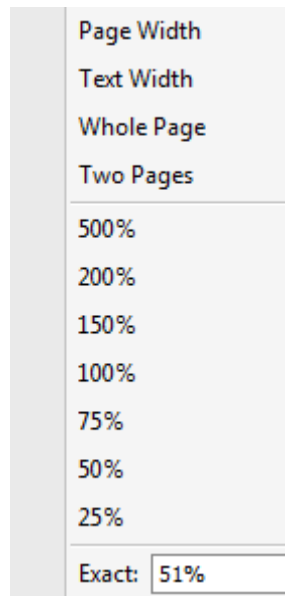 Page Width
Text Width
Whole Page
Two Pages
500%
200%
150%
100%
75%
50%
25%
Exact: 51%